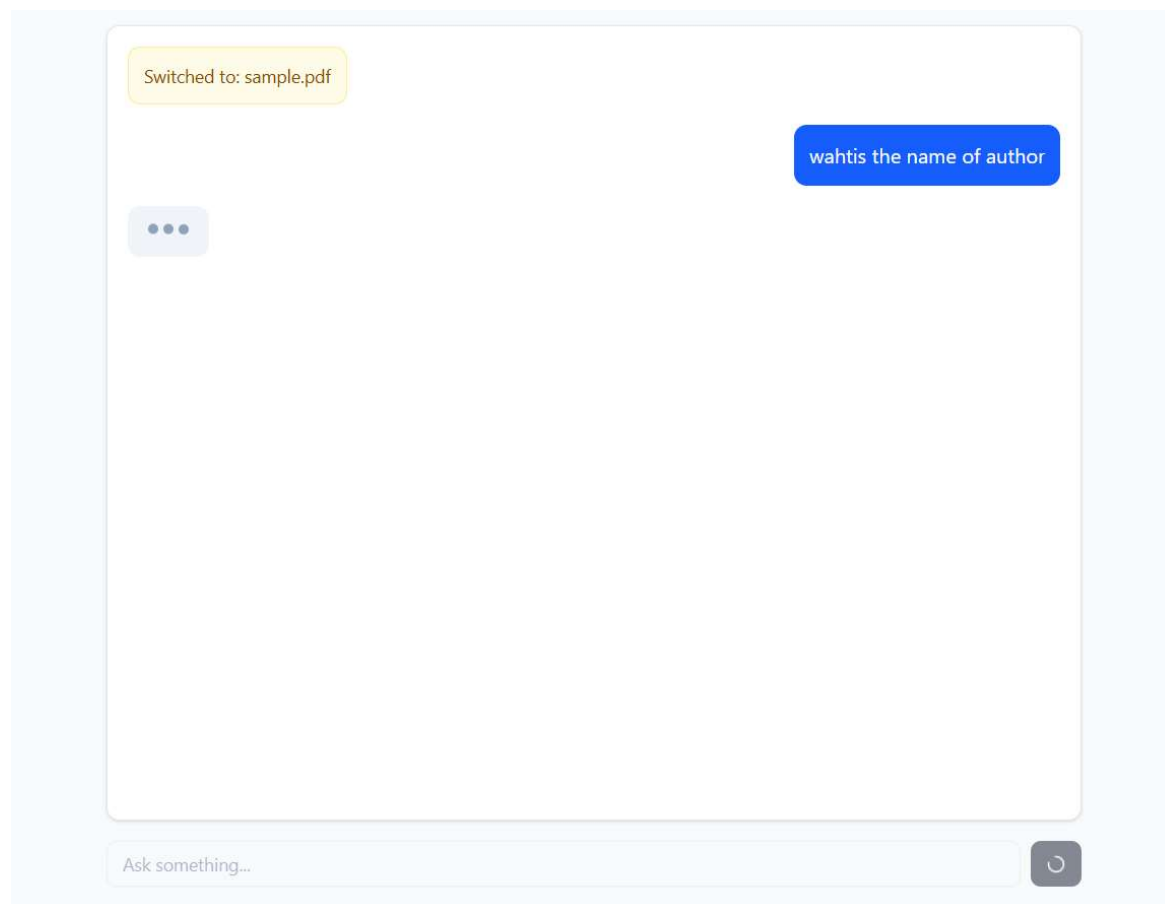 Switched to: sample.pdf
wahtis the name of author
Ask something...